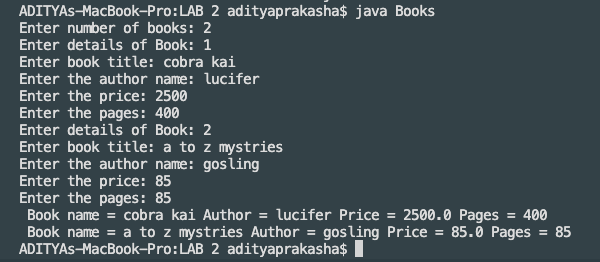 ADITYAs-MacBook-Pro:LAB 2 adityaprakasha$ java Books
Enter number of books: 2
Enter details of Book: 1
Enter book title: cobra kai
Enter the author name: lucifer
Enter the price: 2500
Enter the pages: 400
Enter details of Book: 2
Enter book title: a to z mystries
Enter the author name: gosling
Enter the price: 85
Enter the pages: 85
 Book name = cobra kai Author = lucifer Price = 2500.0 Pages = 400
 Book name = a to z mystries Author = gosling Price = 85.0 Pages = 85
ADITYAs-MacBook-Pro:LAB 2 adityaprakasha$